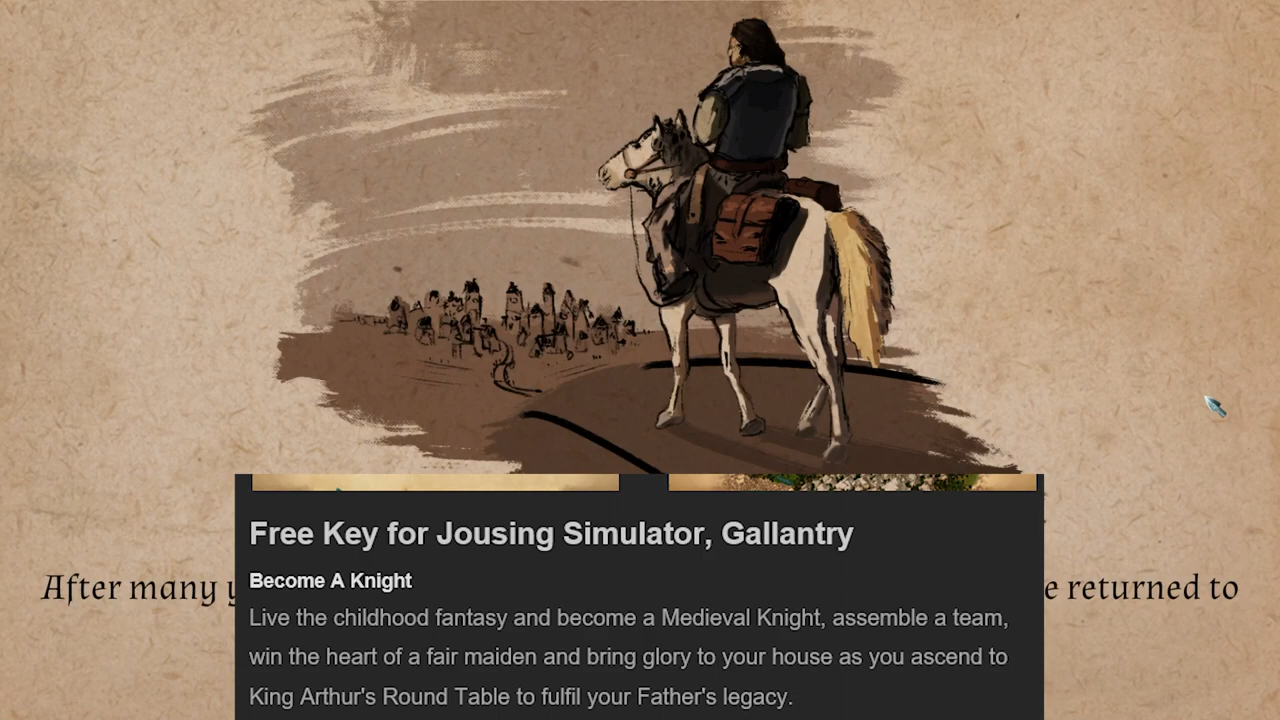 Free Key for Jousing Simulator, Gallantry
Become A Knight
After many e returned to
Live the childhood fantasy and become a Medieval Knight, assemble a team,
win the heart of a fair maiden and bring glory to your house as you ascend to
King Arthur's Round Table to fulfil your Father's legacy.